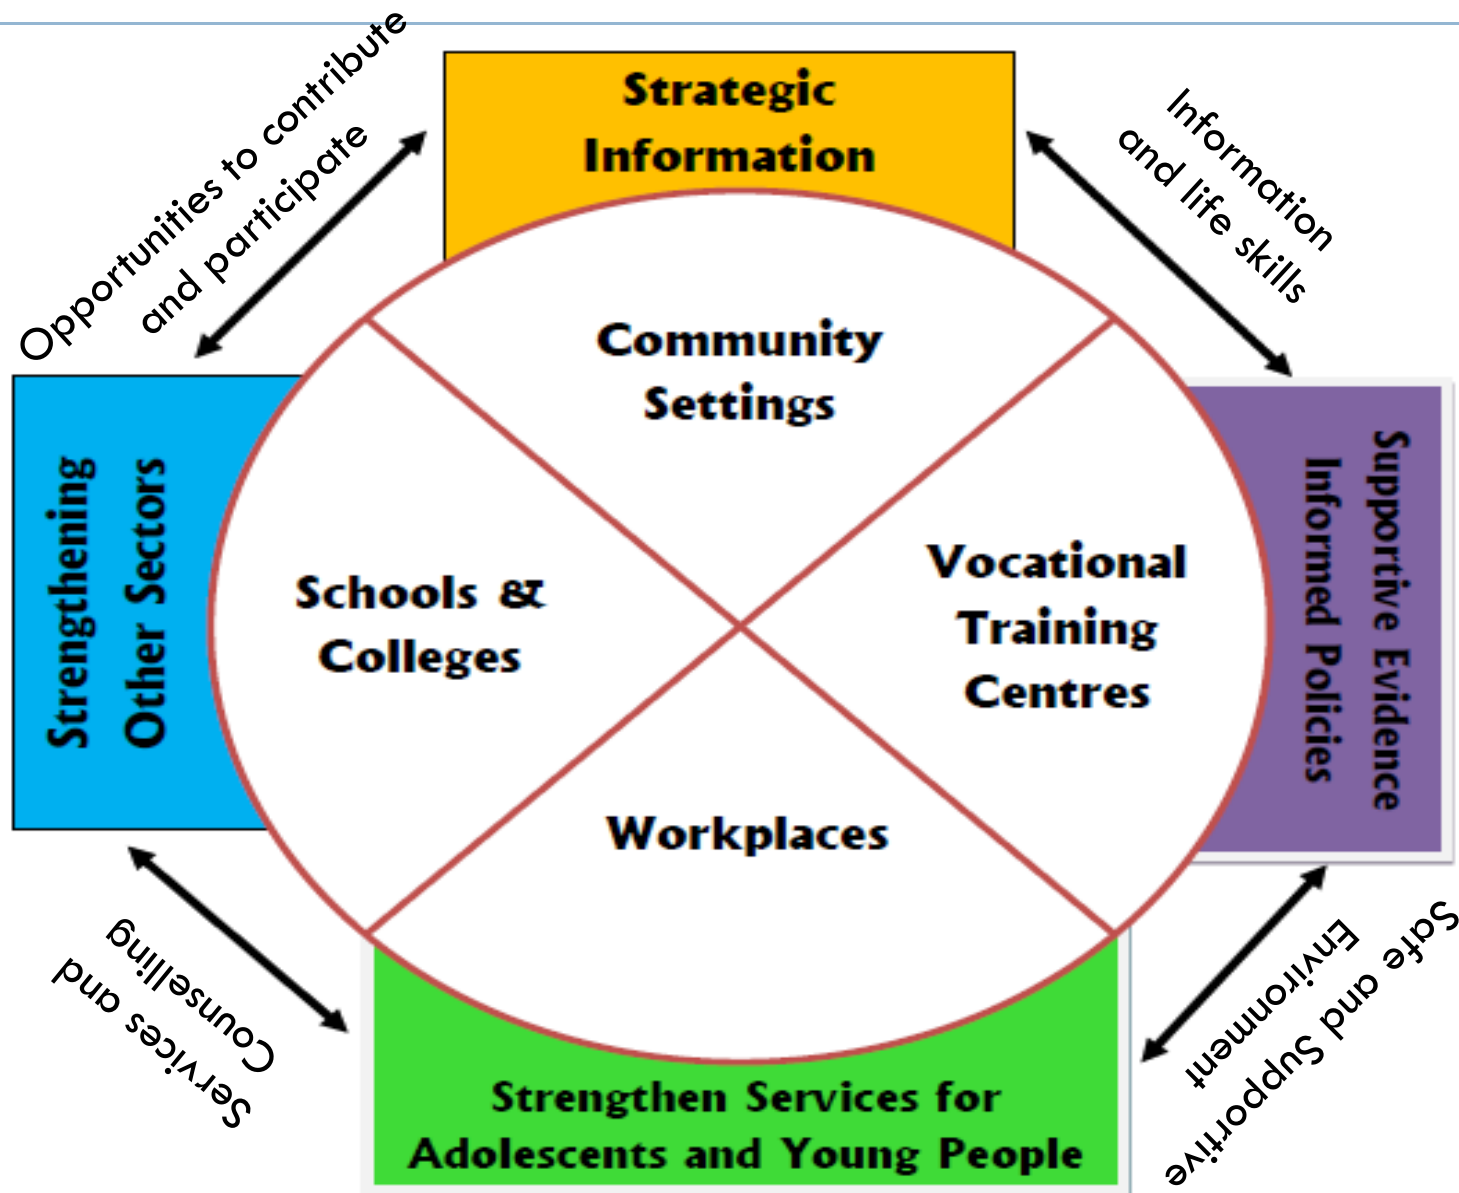 Opportunities to contribute
and participate
Strategic
Information
Information
and life skills
Community
Settings
Strengthening
Other Sectors
Schools &
Colleges
Vocational
Training
Centres
Supportive Evidence
Informed Policies
Workplaces
Services and
Counselling
Safe and Supportive
Environment
Strengthen Services for
Adolescents and Young People